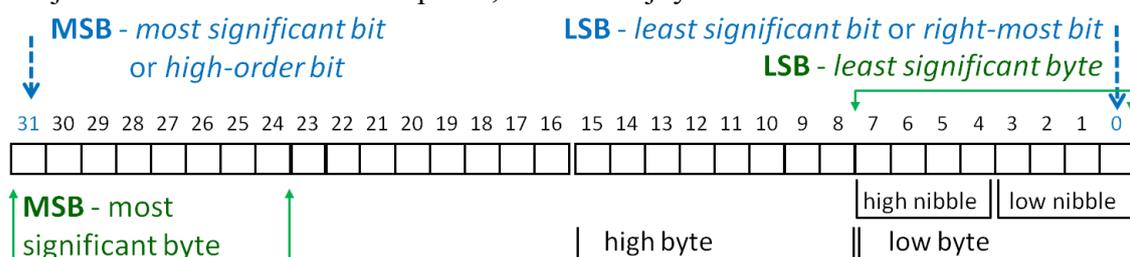 MSB - most significant bit
or high-order bit
LSB - least significant bit or right-most bit
LSB - least significant byte
31 30 29 28 27 26 25 24 23 22 21 20 19 18 17 16 15 14 13 12 11 10 9 8 7 6 5 4 3 2 1 0
MSB - most
significant byte
high nibble low nibble
high byte low byte